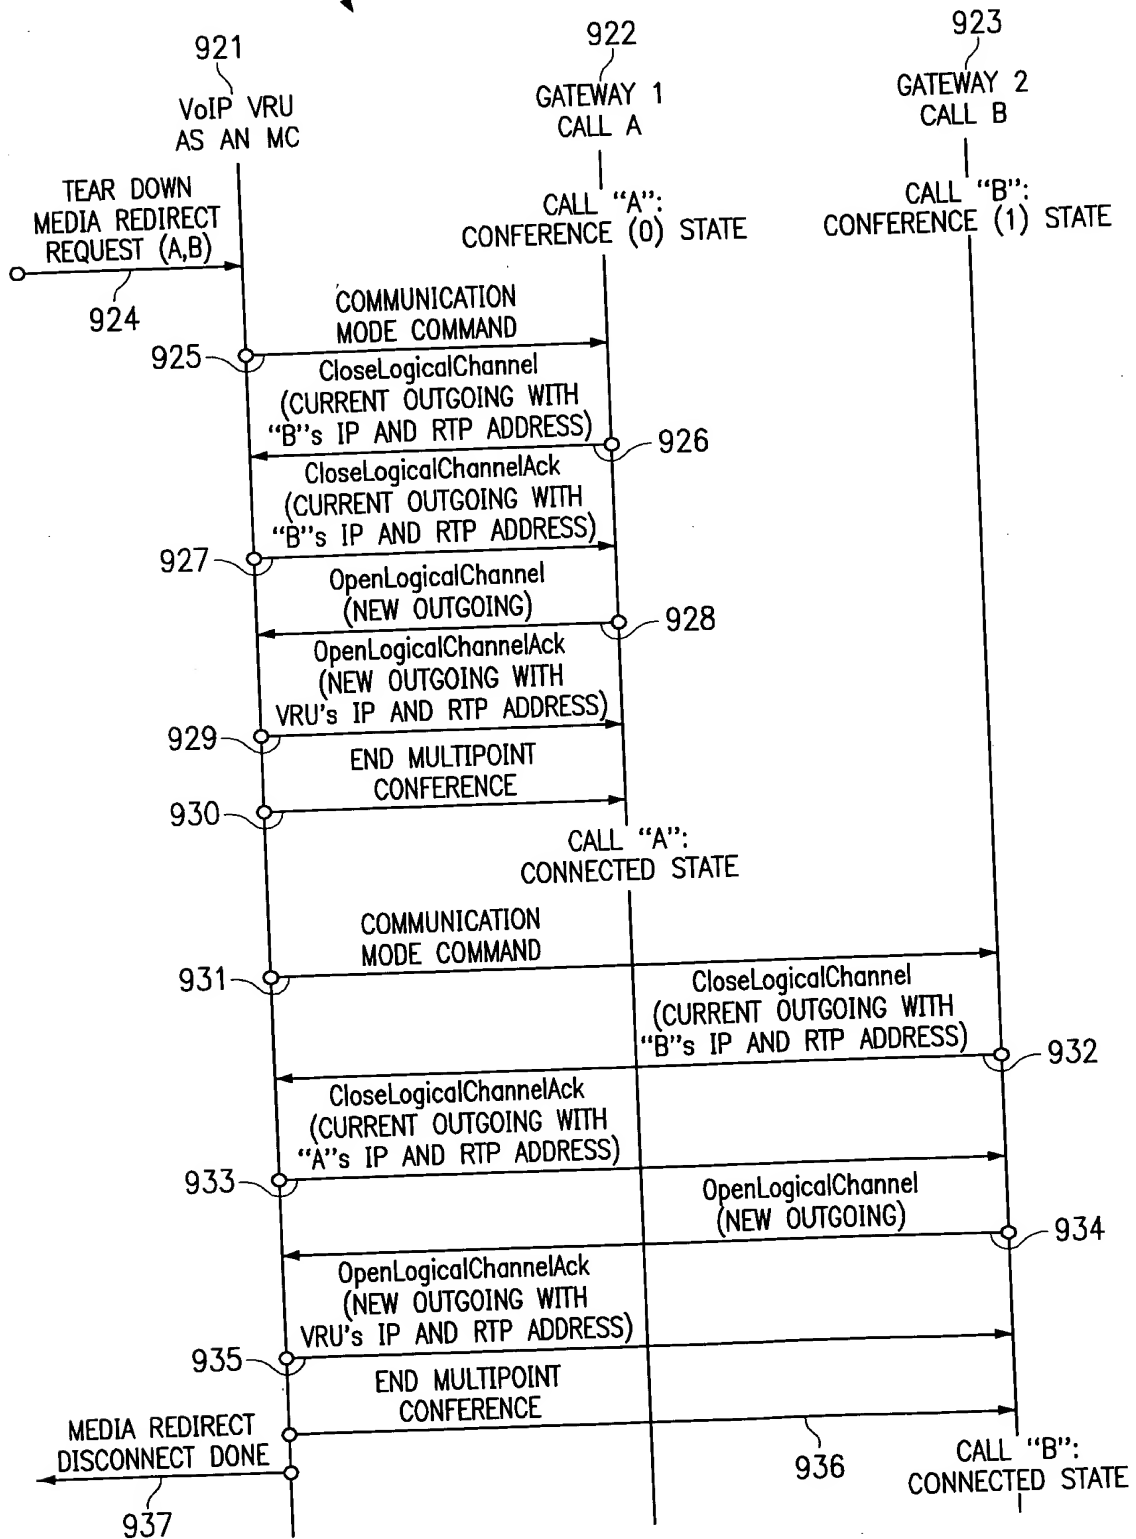 921
VoIP VRU
AS AN MC
922
GATEWAY 1
CALL A
923
GATEWAY 2
CALL B
TEAR DOWN
MEDIA REDIRECT
REQUEST (A,B)
924
CALL “A”:
CONFERENCE (0) STATE
CALL “B”:
CONFERENCE (1) STATE
COMMUNICATION
MODE COMMAND
925
CloseLogicalChannel
(CURRENT OUTGOING WITH
“B”s IP AND RTP ADDRESS)
926
CloseLogicalChannelAck
(CURRENT OUTGOING WITH
“B”s IP AND RTP ADDRESS)
927
OpenLogicalChannel
(NEW OUTGOING)
928
OpenLogicalChannelAck
(NEW OUTGOING WITH
VRU's IP AND RTP ADDRESS)
929
END MULTIPOINT
CONFERENCE
930
CALL “A”:
CONNECTED STATE
COMMUNICATION
MODE COMMAND
931
CloseLogicalChannel
(CURRENT OUTGOING WITH
“B”s IP AND RTP ADDRESS)
932
CloseLogicalChannelAck
(CURRENT OUTGOING WITH
“A”s IP AND RTP ADDRESS)
933
OpenLogicalChannel
(NEW OUTGOING)
934
OpenLogicalChannelAck
(NEW OUTGOING WITH
VRU's IP AND RTP ADDRESS)
935
END MULTIPOINT
CONFERENCE
936
MEDIA REDIRECT
DISCONNECT DONE
937
CALL “B”:
CONNECTED STATE